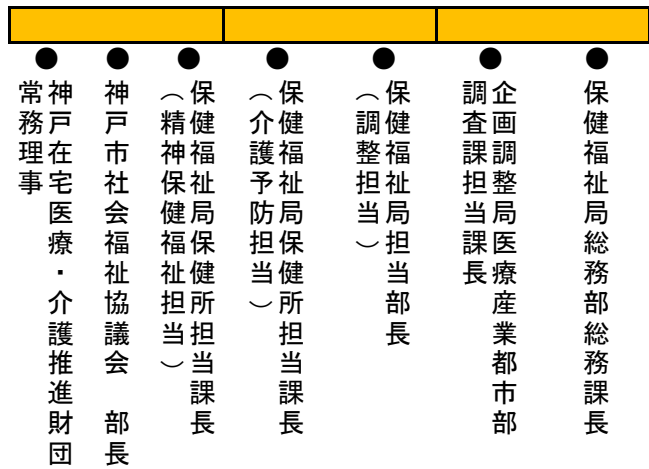 保健福祉局総務部総務課長
企画調整局医療産業都市部
調査課担当課長
保健福祉局担当部長
（調整担当）
保健福祉局保健所担当課長
（介護予防担当）
保健福祉局保健所担当課長
（精神保健福祉担当）
神戸市社会福祉協議会　部長
神戸在宅医療・介護推進財団
常務理事